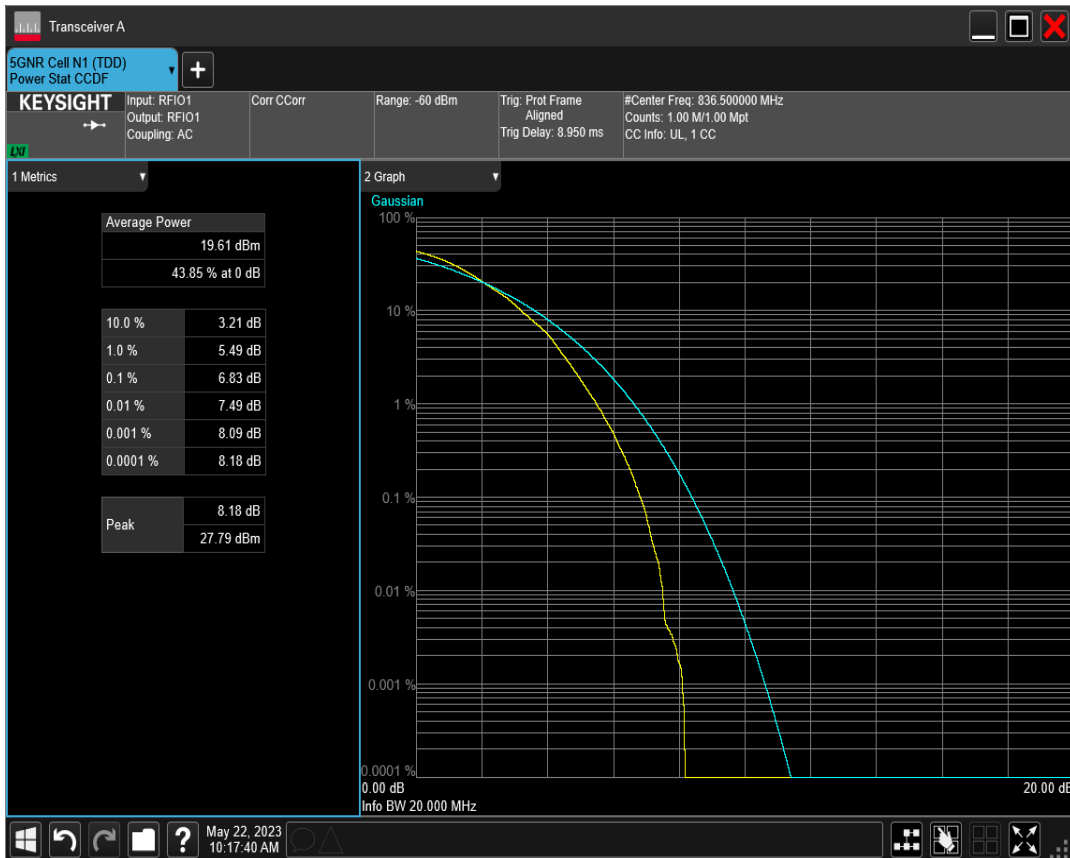 Transceiver A
5GNR Cell N1 (TDD)
Power Stat CCDF
KEYSIGHT
LXI
Input: RFIO1
Output: RFIO1
Coupling: AC
Corr CCorr
Range: -60 dBm
Trig: Prot Frame
Aligned
Trig Delay: 8.950 ms
#Center Freq: 836.500000 MHz
Counts: 1.00 M/1.00 Mpt
CC Info: UL, 1 CC
1 Metrics
Average Power
19.61 dBm
43.85 % at 0 dB
10.0 % 3.21 dB
1.0 % 5.49 dB
0.1 % 6.83 dB
0.01 % 7.49 dB
0.001 % 8.09 dB
0.0001 % 8.18 dB
Peak
8.18 dB
27.79 dBm
2 Graph
Gaussian
100 %
10 %
1 %
0.1 %
0.01 %
0.001 %
0.0001 %
0.00 dB 20.00 dB
Info BW 20.000 MHz
? May 22, 2023
10:17:40 AM